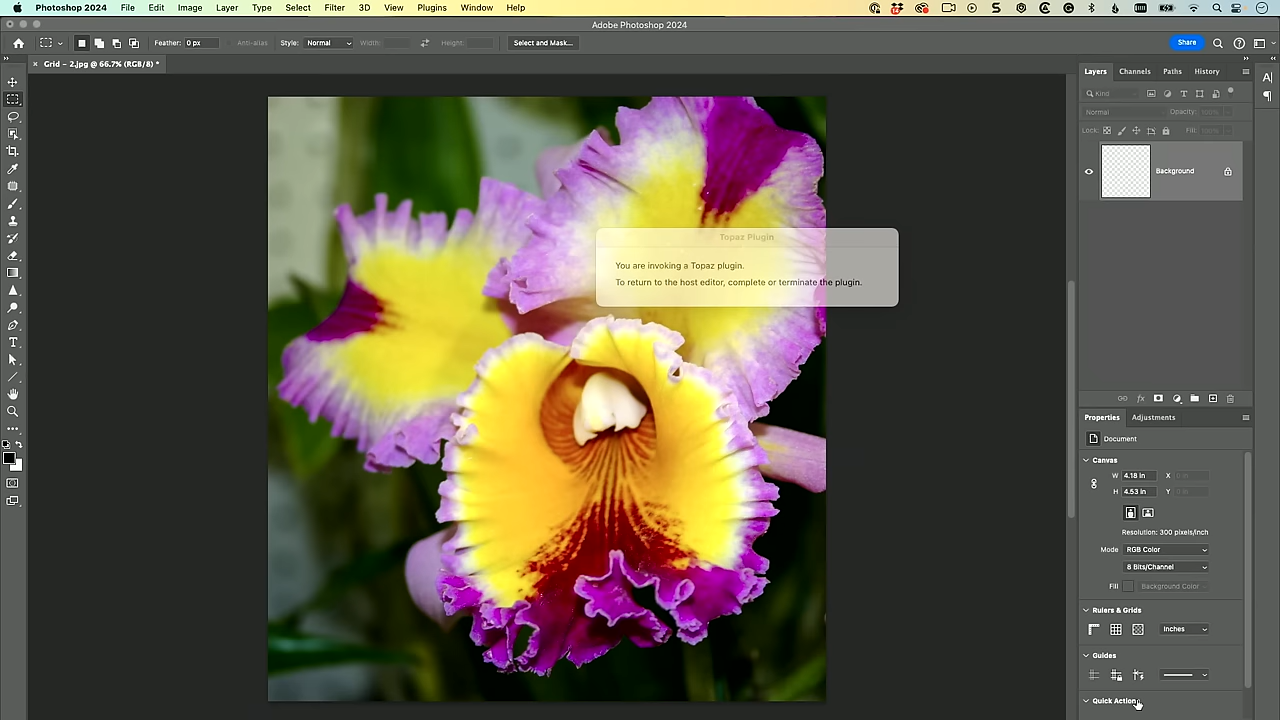 Photoshop 2024 File Edit Image Layer Type Select Filter 3D View Plugins Window Help
Adobe Photoshop 2024
Feather: 0 px Anti-alias Style: Normal Width: Height: Select and Mask... Share
× Grid - 2.jpg @ 66.7% (RGB/8) *
Layers Channels Paths History
Kind
Normal Opacity:
Lock: Fill:
Background
Topaz Plugin
You are invoking a Topaz plugin.
To return to the host editor, complete or terminate the plugin.
Properties Adjustments
Document
Canvas
W 4.18 in X
H 4.53 in Y
Resolution: 300 pixels/inch
Mode RGB Color
8 Bits/Channel
Fill Background Color
Rulers & Grids
Inches
Guides
Quick Actions